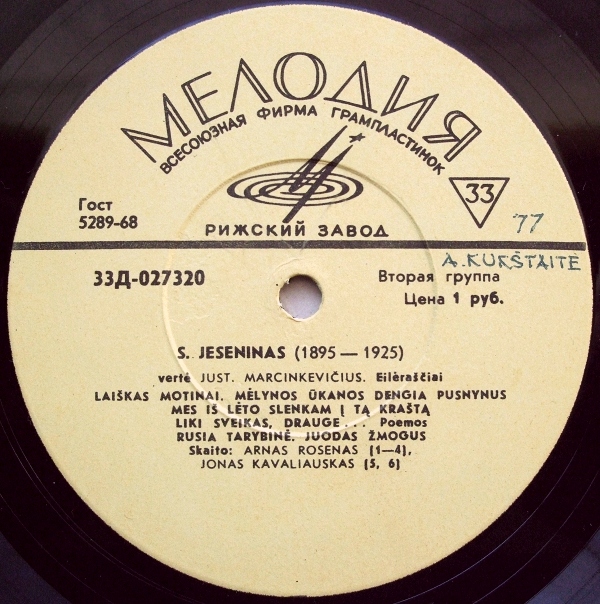 МЕЛОДИЯ
ВСЕСОЮЗНАЯ ФИРМА ГРАМПЛАСТИНОК
33
Гост
5289-68
РИЖСКИЙ ЗАВОД
77
A.KUKŠTAITĖ
33Д-027320
Вторая группа
Цена 1 руб.
S. JESENINAS (1895 — 1925)
vertė JUST. MARCINKEVIČIUS. Eilėraščiai
LAIŠKAS MOTINAI. MĖLYNOS ŪKANOS DENGIA PUSNYNUS
MES IŠ LĖTO SLENKAM Į TĄ KRAŠTĄ
LIKI SVEIKAS, DRAUGE . . . Poemos
RUSIA TARYBINĖ. JUODAS ŽMOGUS
Skaito: ARNAS ROSENAS (1—4),
JONAS KAVALIAUSKAS (5, 6)